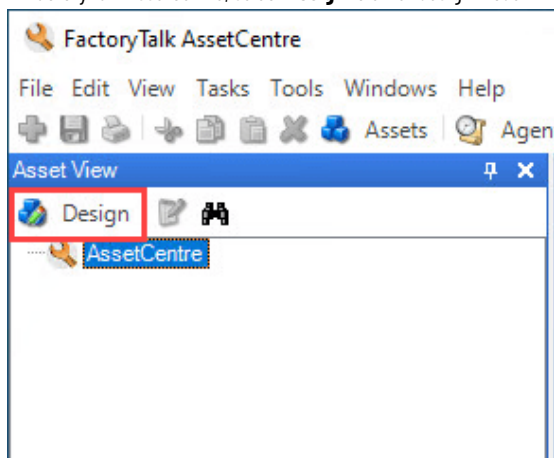 FactoryTalk AssetCentre
File Edit View Tasks Tools Windows Help
Assets Agen
Asset View
Design
AssetCentre